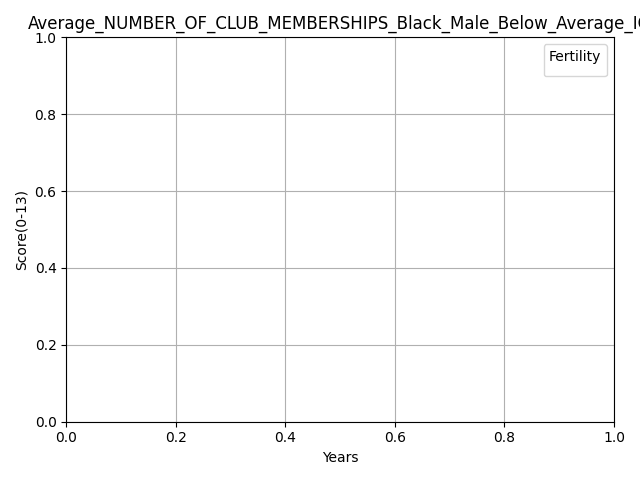 Average_NUMBER_OF_CLUB_MEMBERSHIPS_Black_Male_Below_Average_IQ
1.0
Fertility
0.8
0.6
Score(0-13)
0.4
0.2
0.0
0.0 0.2 0.4 0.6 0.8 1.0
Years